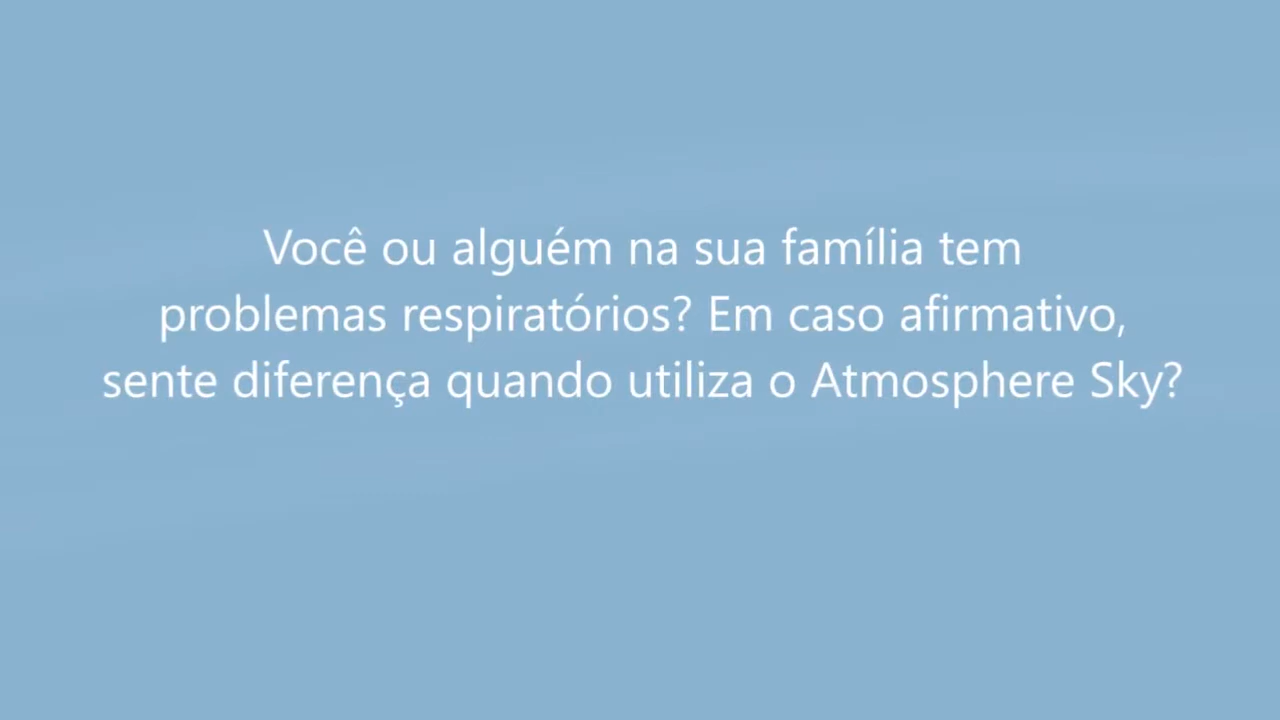 Você ou alguém na sua família tem
problemas respiratórios? Em caso afirmativo,
sente diferença quando utiliza o Atmosphere Sky?